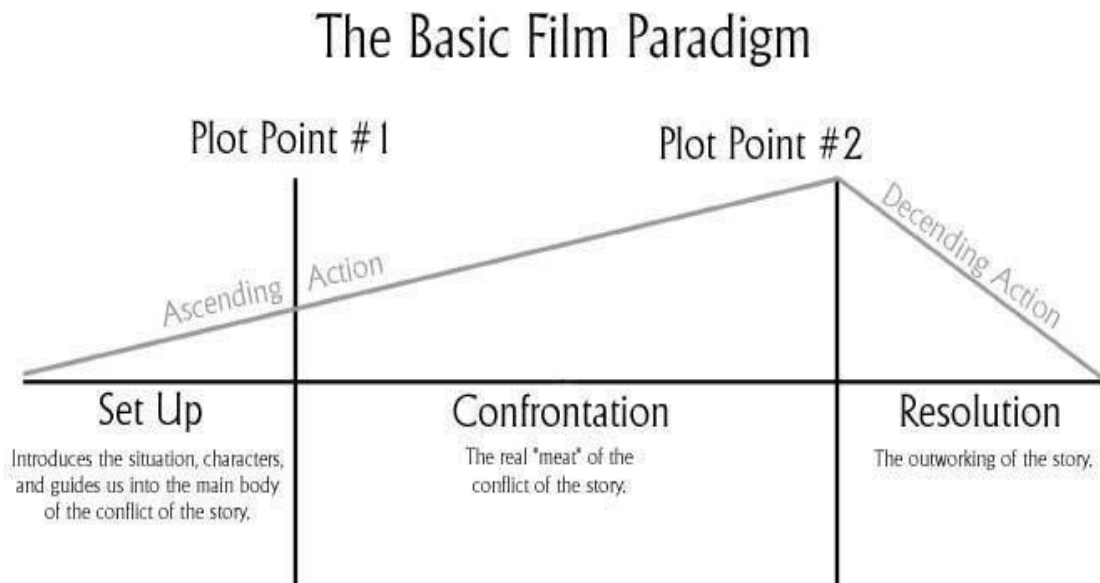 The Basic Film Paradigm
Plot Point #1
Plot Point #2
Ascending Action
Decending Action
Set Up
Introduces the situation, characters,
and guides us into the main body
of the conflict of the story.
Confrontation
The real "meat" of the
conflict of the story.
Resolution
The outworking of the story.